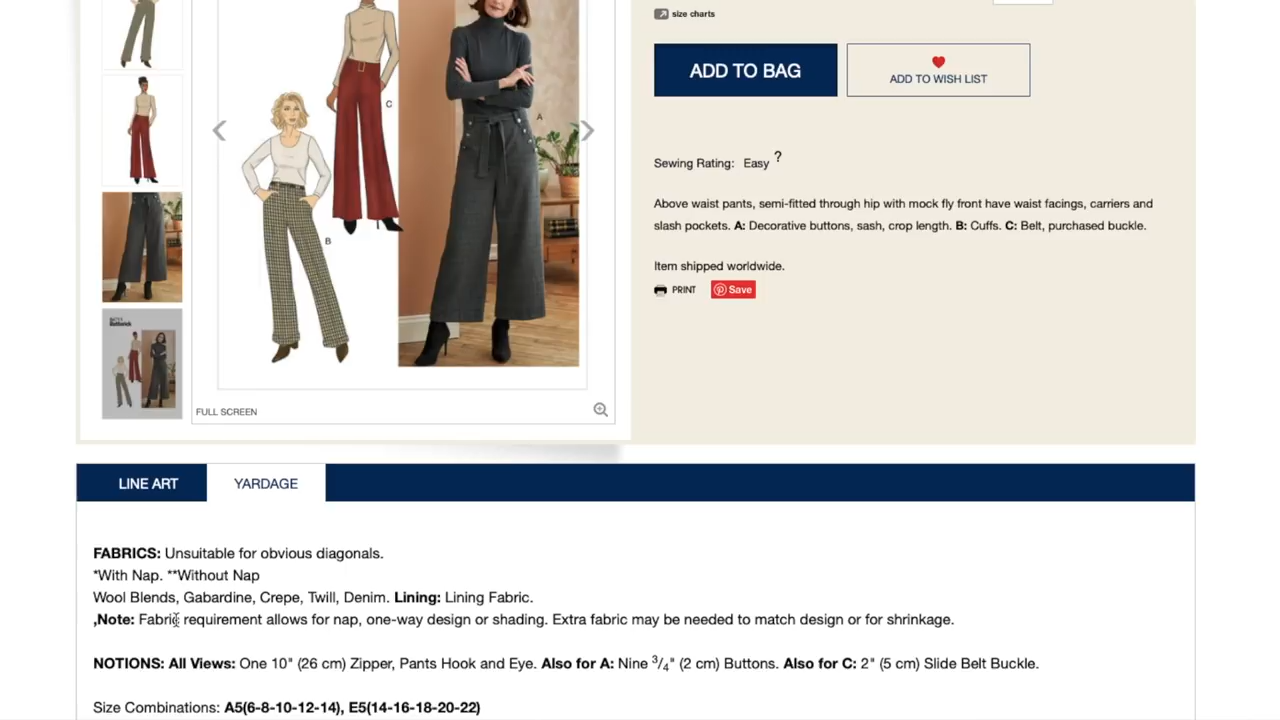 size charts
ADD TO BAG
ADD TO WISH LIST
C
A
B
Sewing Rating: Easy ?
Above waist pants, semi-fitted through hip with mock fly front have waist facings, carriers and
slash pockets. A: Decorative buttons, sash, crop length. B: Cuffs. C: Belt, purchased buckle.
Item shipped worldwide.
PRINT Save
Butterick
FULL SCREEN
LINE ART YARDAGE
FABRICS: Unsuitable for obvious diagonals.
*With Nap. **Without Nap
Wool Blends, Gabardine, Crepe, Twill, Denim. Lining: Lining Fabric.
,Note: Fabric requirement allows for nap, one-way design or shading. Extra fabric may be needed to match design or for shrinkage.
NOTIONS: All Views: One 10" (26 cm) Zipper, Pants Hook and Eye. Also for A: Nine 3/4" (2 cm) Buttons. Also for C: 2" (5 cm) Slide Belt Buckle.
Size Combinations: A5(6-8-10-12-14), E5(14-16-18-20-22)